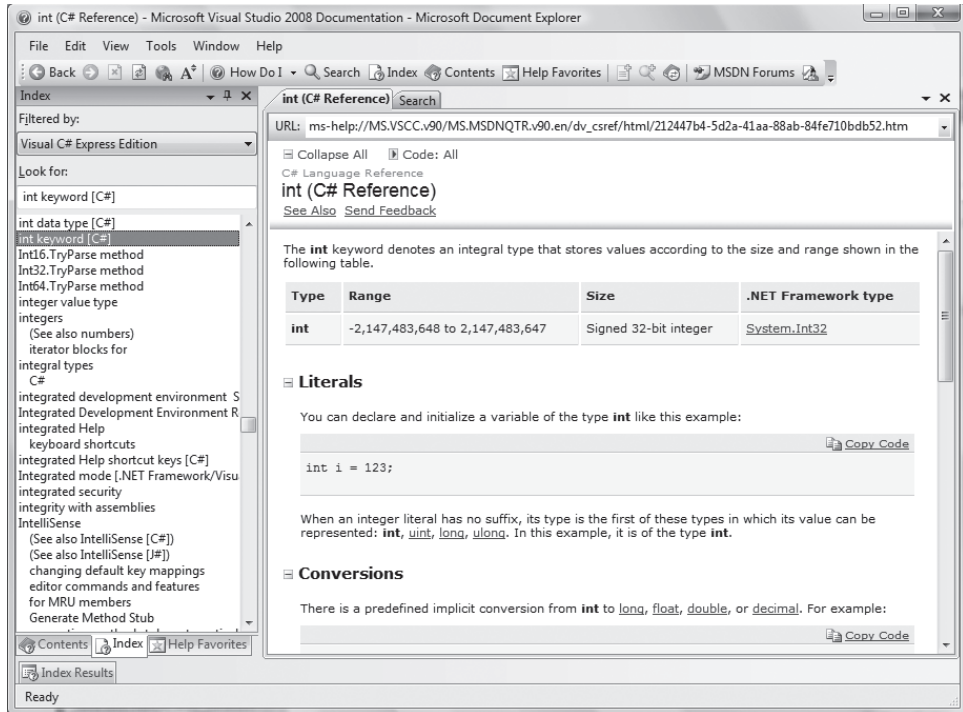 int (C# Reference) - Microsoft Visual Studio 2008 Documentation - Microsoft Document Explorer
File Edit View Tools Window Help
Back How Do I Search Index Contents Help Favorites MSDN Forums
Index
Filtered by:
Visual C# Express Edition
Look for:
int keyword [C#]
int data type [C#]
int keyword [C#]
Int16.TryParse method
Int32.TryParse method
Int64.TryParse method
integer value type
integers
(See also numbers)
iterator blocks for
integral types
C#
integrated development environment S
Integrated Development Environment R
integrated Help
keyboard shortcuts
integrated Help shortcut keys [C#]
Integrated mode [.NET Framework/Visu
integrated security
integrity with assemblies
IntelliSense
(See also IntelliSense [C#])
(See also IntelliSense [J#])
changing default key mappings
editor commands and features
for MRU members
Generate Method Stub
Contents Index Help Favorites
int (C# Reference) Search
URL: ms-help://MS.VSCC.v90/MS.MSDNQTR.v90.en/dv_csref/html/212447b4-5d2a-41aa-88ab-84fe710bdb52.htm
Collapse All Code: All
C# Language Reference
int (C# Reference)
See Also Send Feedback
The int keyword denotes an integral type that stores values according to the size and range shown in the
following table.
Type Range Size .NET Framework type
int -2,147,483,648 to 2,147,483,647 Signed 32-bit integer System.Int32
Literals
You can declare and initialize a variable of the type int like this example:
Copy Code
int i = 123;
When an integer literal has no suffix, its type is the first of these types in which its value can be
represented: int, uint, long, ulong. In this example, it is of the type int.
Conversions
There is a predefined implicit conversion from int to long, float, double, or decimal. For example:
Copy Code
Index Results
Ready